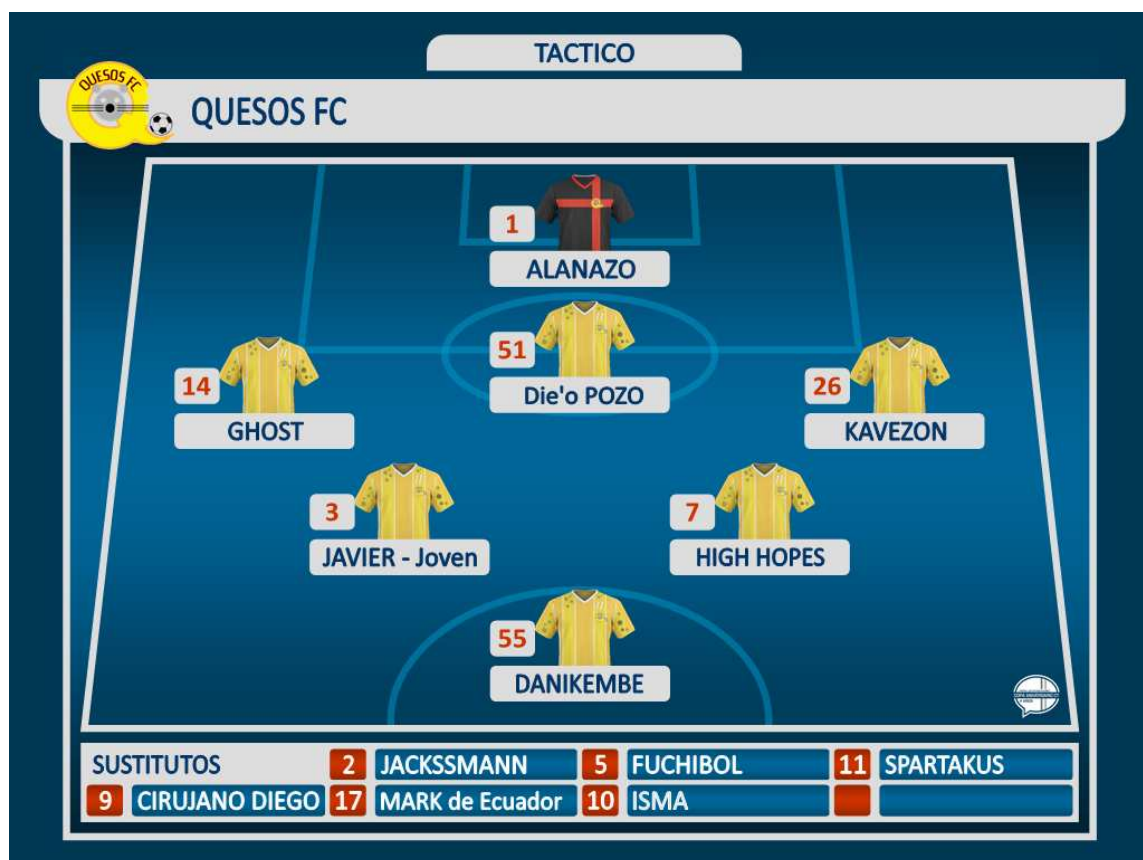 TACTICO
QUESOS FC
QUESOS FC
1
ALANAZO
51
Die'o POZO
14
GHOST
26
KAVEZON
3
JAVIER - Joven
7
HIGH HOPES
55
DANIKEMBE
SUSTITUTOS 2 JACKSSMANN 5 FUCHIBOL 11 SPARTAKUS
9 CIRUJANO DIEGO 17 MARK de Ecuador 10 ISMA